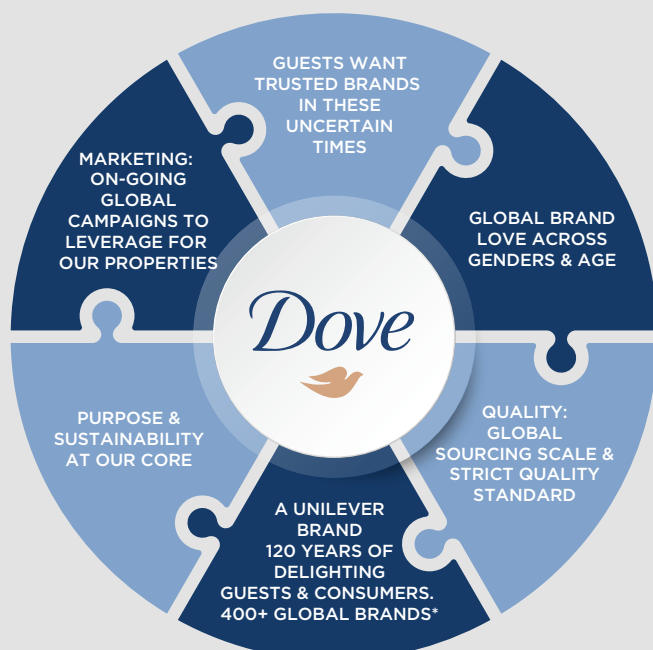 GUESTS WANT
TRUSTED BRANDS
IN THESE
UNCERTAIN
TIMES
GLOBAL BRAND
LOVE ACROSS
GENDERS & AGE
QUALITY:
GLOBAL
SOURCING SCALE &
STRICT QUALITY
STANDARD
A UNILEVER
BRAND
120 YEARS OF
DELIGHTING
GUESTS & CONSUMERS.
400+ GLOBAL BRANDS*
PURPOSE &
SUSTAINABILITY
AT OUR CORE
MARKETING:
ON-GOING
GLOBAL
CAMPAIGNS TO
LEVERAGE FOR
OUR PROPERTIES
Dove